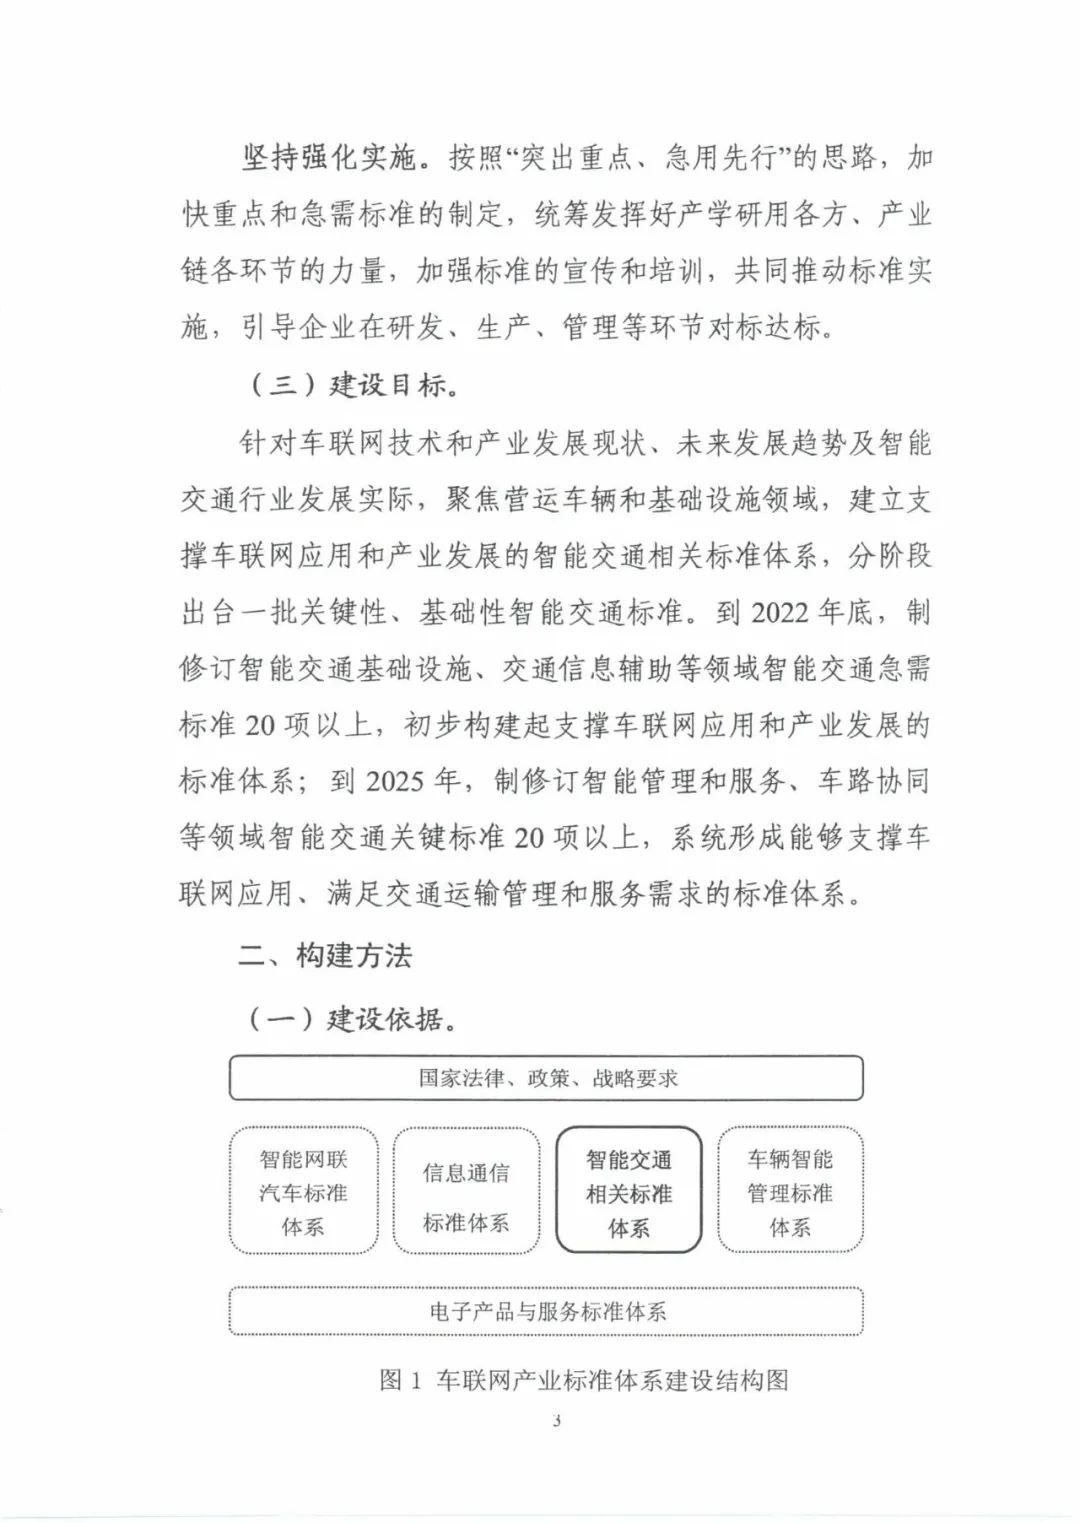 坚持强化实施。按照“突出重点、急用先行”的思路，加
快重点和急需标准的制定，统筹发挥好产学研用各方、产业
链各环节的力量，加强标准的宣传和培训，共同推动标准实
施，引导企业在研发、生产、管理等环节对标达标。
（三）建设目标。
针对车联网技术和产业发展现状、未来发展趋势及智能
交通行业发展实际，聚焦营运车辆和基础设施领域，建立支
撑车联网应用和产业发展的智能交通相关标准体系，分阶段
出台一批关键性、基础性智能交通标准。到 2022 年底，制
修订智能交通基础设施、交通信息辅助等领域智能交通急需
标准 20 项以上，初步构建起支撑车联网应用和产业发展的
标准体系；到 2025 年，制修订智能管理和服务、车路协同
等领域智能交通关键标准 20 项以上，系统形成能够支撑车
联网应用、满足交通运输管理和服务需求的标准体系。
二、构建方法
（一）建设依据。
国家法律、政策、战略要求
智能网联
汽车标准
体系
信息通信
标准体系
智能交通
相关标准
体系
车辆智能
管理标准
体系
电子产品与服务标准体系
图 1 车联网产业标准体系建设结构图
3